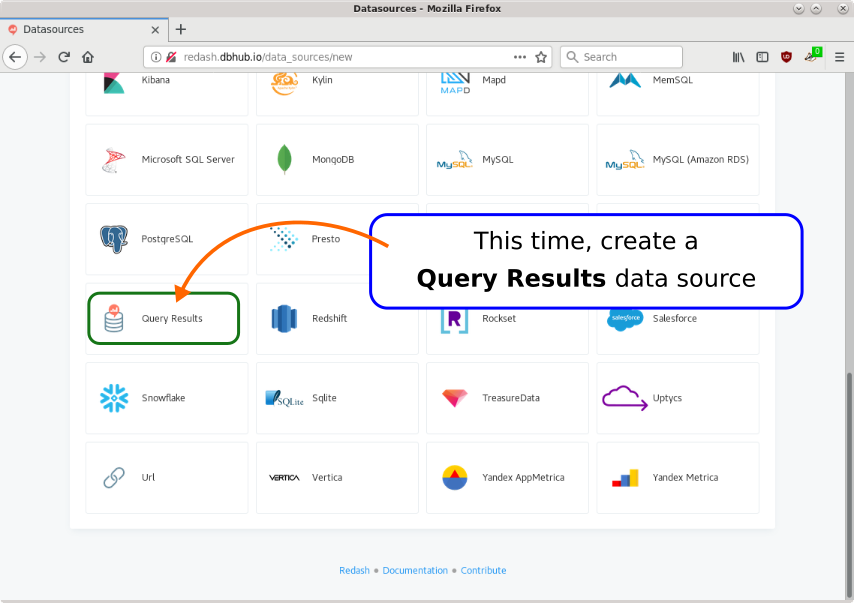 Datasources - Mozilla Firefox
Datasources
redash.dbhub.io/data_sources/new
Search
0
Kibana
Kylin
MAPD
Mapd
MemSQL
Microsoft SQL Server
MongoDB
MySQL
MySQL
MySQL
MySQL (Amazon RDS)
PostgreSQL
Presto
This time, create a
Query Results data source
Query Results
Redshift
R
Rockset
salesforce
Salesforce
Snowflake
SQLite
Sqlite
TreasureData
Uptycs
Url
VERTICA
Vertica
Yandex AppMetrica
Yandex Metrica
Redash
Documentation
Contribute